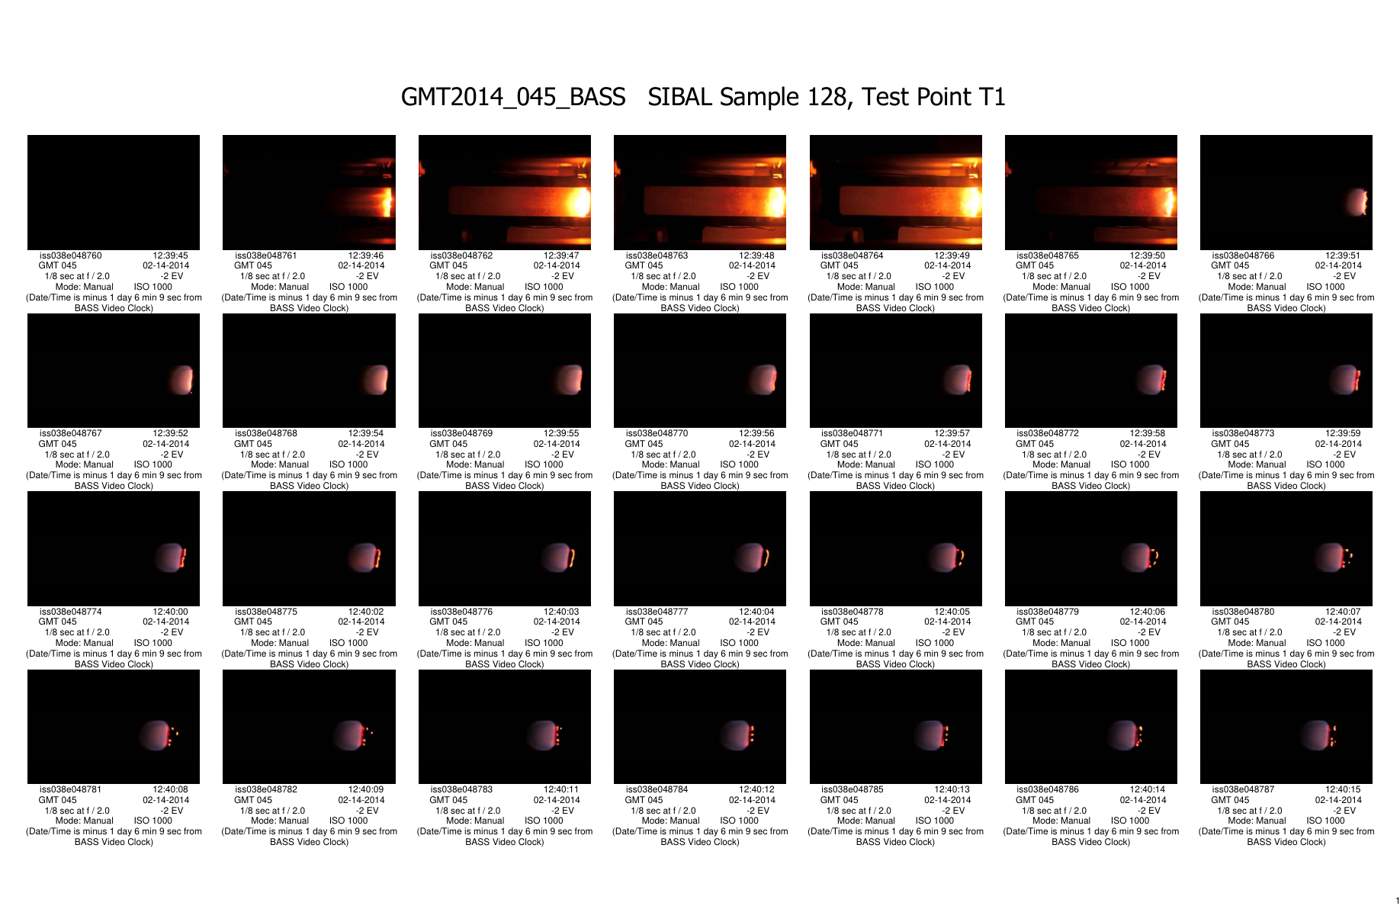 GMT2014_045_BASS SIBAL Sample 128, Test Point T1
iss038e048760 12:39:45
GMT 045 02-14-2014
1/8 sec at f / 2.0 -2 EV
Mode: Manual ISO 1000
(Date/Time is minus 1 day 6 min 9 sec from
BASS Video Clock)
iss038e048761 12:39:46
GMT 045 02-14-2014
1/8 sec at f / 2.0 -2 EV
Mode: Manual ISO 1000
(Date/Time is minus 1 day 6 min 9 sec from
BASS Video Clock)
iss038e048762 12:39:47
GMT 045 02-14-2014
1/8 sec at f / 2.0 -2 EV
Mode: Manual ISO 1000
(Date/Time is minus 1 day 6 min 9 sec from
BASS Video Clock)
iss038e048763 12:39:48
GMT 045 02-14-2014
1/8 sec at f / 2.0 -2 EV
Mode: Manual ISO 1000
(Date/Time is minus 1 day 6 min 9 sec from
BASS Video Clock)
iss038e048764 12:39:49
GMT 045 02-14-2014
1/8 sec at f / 2.0 -2 EV
Mode: Manual ISO 1000
(Date/Time is minus 1 day 6 min 9 sec from
BASS Video Clock)
iss038e048765 12:39:50
GMT 045 02-14-2014
1/8 sec at f / 2.0 -2 EV
Mode: Manual ISO 1000
(Date/Time is minus 1 day 6 min 9 sec from
BASS Video Clock)
iss038e048766 12:39:51
GMT 045 02-14-2014
1/8 sec at f / 2.0 -2 EV
Mode: Manual ISO 1000
(Date/Time is minus 1 day 6 min 9 sec from
BASS Video Clock)
iss038e048767 12:39:52
GMT 045 02-14-2014
1/8 sec at f / 2.0 -2 EV
Mode: Manual ISO 1000
(Date/Time is minus 1 day 6 min 9 sec from
BASS Video Clock)
iss038e048768 12:39:54
GMT 045 02-14-2014
1/8 sec at f / 2.0 -2 EV
Mode: Manual ISO 1000
(Date/Time is minus 1 day 6 min 9 sec from
BASS Video Clock)
iss038e048769 12:39:55
GMT 045 02-14-2014
1/8 sec at f / 2.0 -2 EV
Mode: Manual ISO 1000
(Date/Time is minus 1 day 6 min 9 sec from
BASS Video Clock)
iss038e048770 12:39:56
GMT 045 02-14-2014
1/8 sec at f / 2.0 -2 EV
Mode: Manual ISO 1000
(Date/Time is minus 1 day 6 min 9 sec from
BASS Video Clock)
iss038e048771 12:39:57
GMT 045 02-14-2014
1/8 sec at f / 2.0 -2 EV
Mode: Manual ISO 1000
(Date/Time is minus 1 day 6 min 9 sec from
BASS Video Clock)
iss038e048772 12:39:58
GMT 045 02-14-2014
1/8 sec at f / 2.0 -2 EV
Mode: Manual ISO 1000
(Date/Time is minus 1 day 6 min 9 sec from
BASS Video Clock)
iss038e048773 12:39:59
GMT 045 02-14-2014
1/8 sec at f / 2.0 -2 EV
Mode: Manual ISO 1000
(Date/Time is minus 1 day 6 min 9 sec from
BASS Video Clock)
iss038e048774 12:40:00
GMT 045 02-14-2014
1/8 sec at f / 2.0 -2 EV
Mode: Manual ISO 1000
(Date/Time is minus 1 day 6 min 9 sec from
BASS Video Clock)
iss038e048775 12:40:02
GMT 045 02-14-2014
1/8 sec at f / 2.0 -2 EV
Mode: Manual ISO 1000
(Date/Time is minus 1 day 6 min 9 sec from
BASS Video Clock)
iss038e048776 12:40:03
GMT 045 02-14-2014
1/8 sec at f / 2.0 -2 EV
Mode: Manual ISO 1000
(Date/Time is minus 1 day 6 min 9 sec from
BASS Video Clock)
iss038e048777 12:40:04
GMT 045 02-14-2014
1/8 sec at f / 2.0 -2 EV
Mode: Manual ISO 1000
(Date/Time is minus 1 day 6 min 9 sec from
BASS Video Clock)
iss038e048778 12:40:05
GMT 045 02-14-2014
1/8 sec at f / 2.0 -2 EV
Mode: Manual ISO 1000
(Date/Time is minus 1 day 6 min 9 sec from
BASS Video Clock)
iss038e048779 12:40:06
GMT 045 02-14-2014
1/8 sec at f / 2.0 -2 EV
Mode: Manual ISO 1000
(Date/Time is minus 1 day 6 min 9 sec from
BASS Video Clock)
iss038e048780 12:40:07
GMT 045 02-14-2014
1/8 sec at f / 2.0 -2 EV
Mode: Manual ISO 1000
(Date/Time is minus 1 day 6 min 9 sec from
BASS Video Clock)
iss038e048781 12:40:08
GMT 045 02-14-2014
1/8 sec at f / 2.0 -2 EV
Mode: Manual ISO 1000
(Date/Time is minus 1 day 6 min 9 sec from
BASS Video Clock)
iss038e048782 12:40:09
GMT 045 02-14-2014
1/8 sec at f / 2.0 -2 EV
Mode: Manual ISO 1000
(Date/Time is minus 1 day 6 min 9 sec from
BASS Video Clock)
iss038e048783 12:40:11
GMT 045 02-14-2014
1/8 sec at f / 2.0 -2 EV
Mode: Manual ISO 1000
(Date/Time is minus 1 day 6 min 9 sec from
BASS Video Clock)
iss038e048784 12:40:12
GMT 045 02-14-2014
1/8 sec at f / 2.0 -2 EV
Mode: Manual ISO 1000
(Date/Time is minus 1 day 6 min 9 sec from
BASS Video Clock)
iss038e048785 12:40:13
GMT 045 02-14-2014
1/8 sec at f / 2.0 -2 EV
Mode: Manual ISO 1000
(Date/Time is minus 1 day 6 min 9 sec from
BASS Video Clock)
iss038e048786 12:40:14
GMT 045 02-14-2014
1/8 sec at f / 2.0 -2 EV
Mode: Manual ISO 1000
(Date/Time is minus 1 day 6 min 9 sec from
BASS Video Clock)
iss038e048787 12:40:15
GMT 045 02-14-2014
1/8 sec at f / 2.0 -2 EV
Mode: Manual ISO 1000
(Date/Time is minus 1 day 6 min 9 sec from
BASS Video Clock)